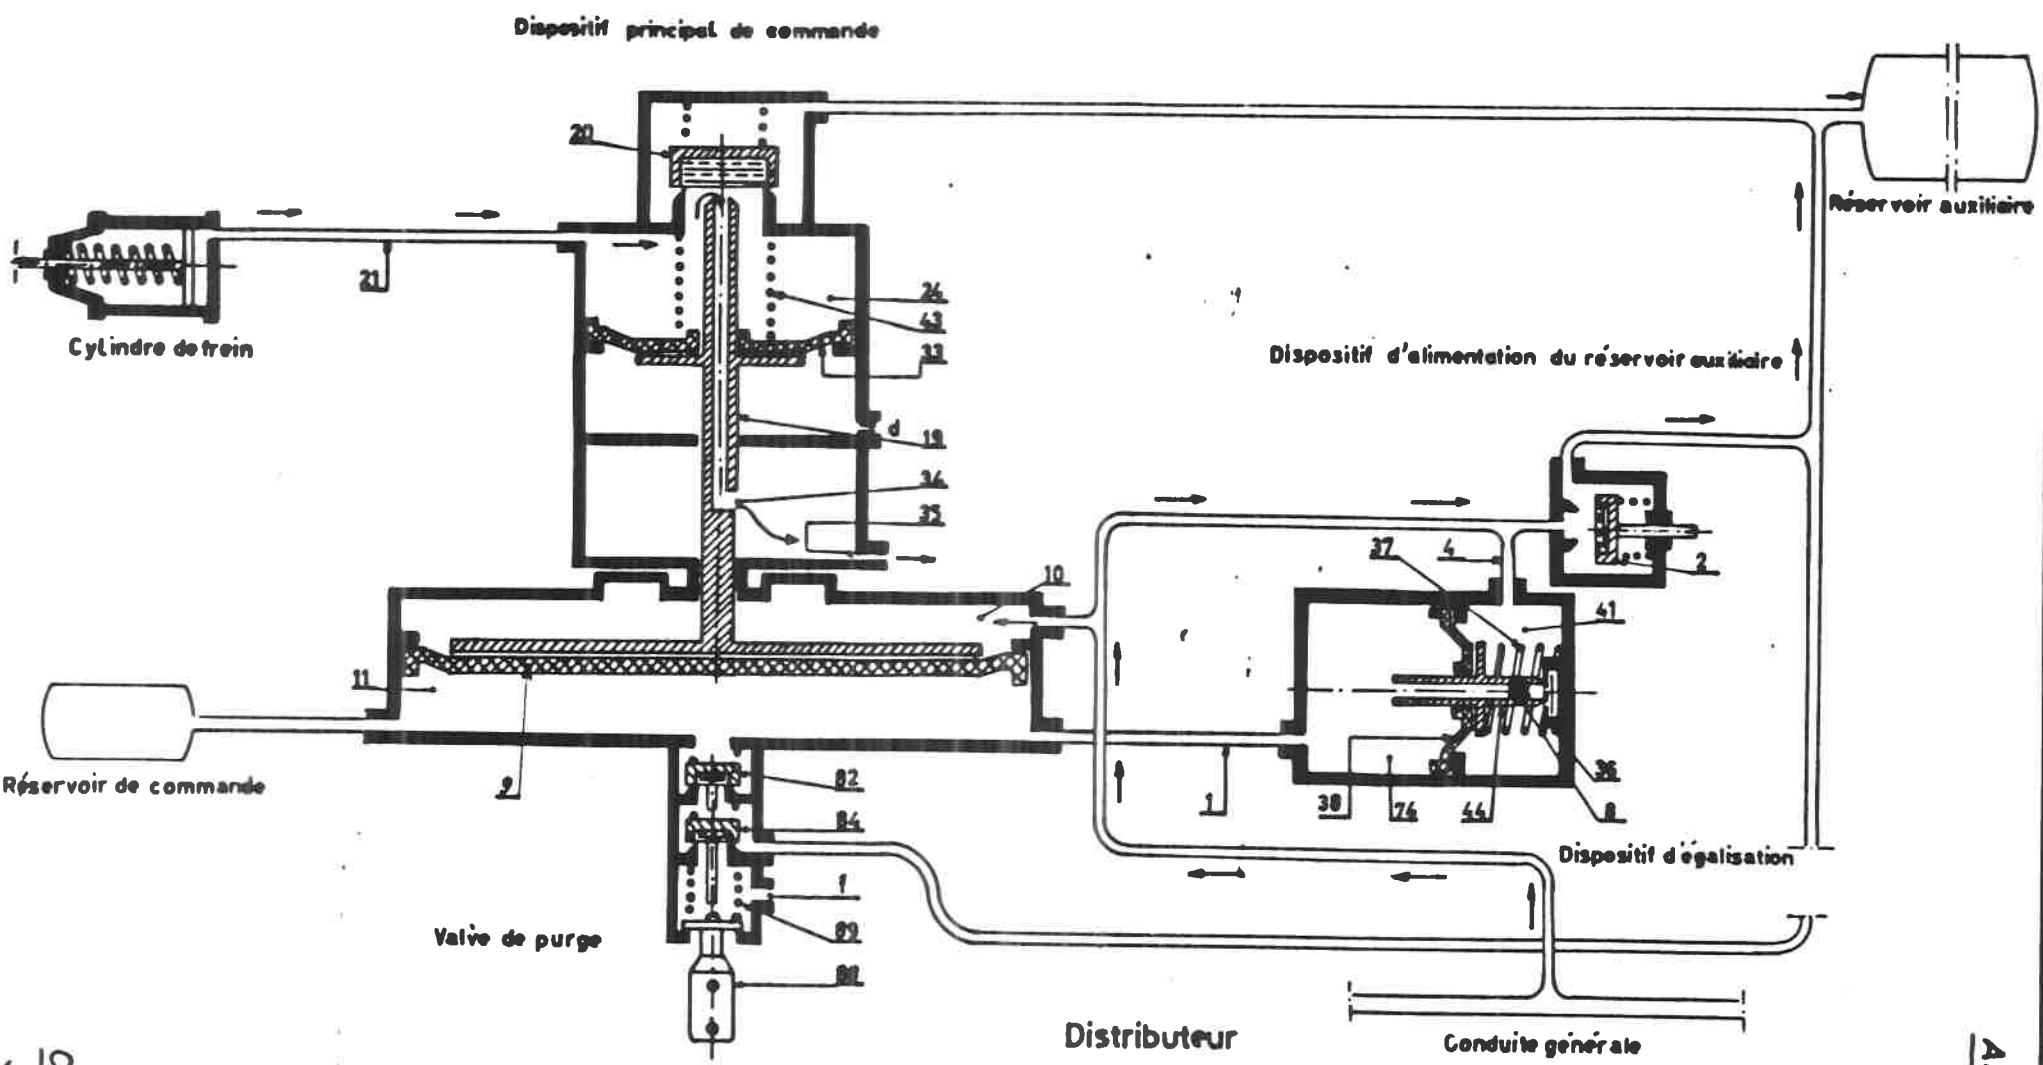 Dispositif principal de commande
20
Réservoir auxiliaire
21
24
43
Cylindre de frein
33
Dispositif d'alimentation du réservoir auxiliaire
d
19
34
35
37
4
2
10
41
11
Réservoir de commande
9
82
1
38
74
44
36
8
84
Dispositif d'égalisation
f
Valve de purge
89
88
Distributeur
Conduite générale